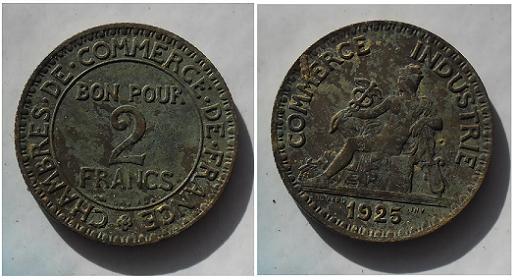 CHAMBRES · DE · COMMERCE · DE · FRANCE
BON POUR
2
FRANCS
COMMERCE INDUSTRIE
1925